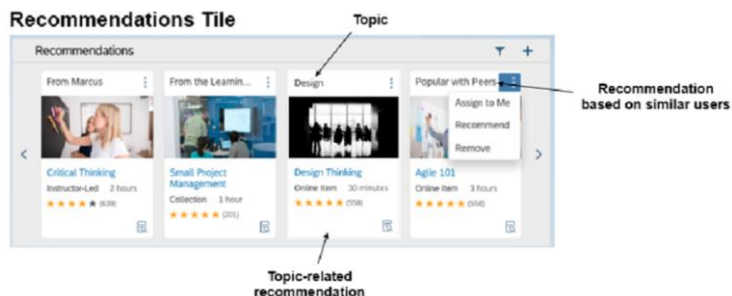 Recommendations Tile
Topic
Recommendations
From Marcus
From the Learnin...
Design
Popular with Peers
Assign to Me
Recommend
Remove
Recommendation
based on similar users
Critical Thinking
Instructor-Led 2 hours
(639)
Small Project
Management
Collection 1 hour
(201)
Design Thinking
Online Item 30 minutes
(559)
Agile 101
Online Item 3 hours
Topic-related
recommendation